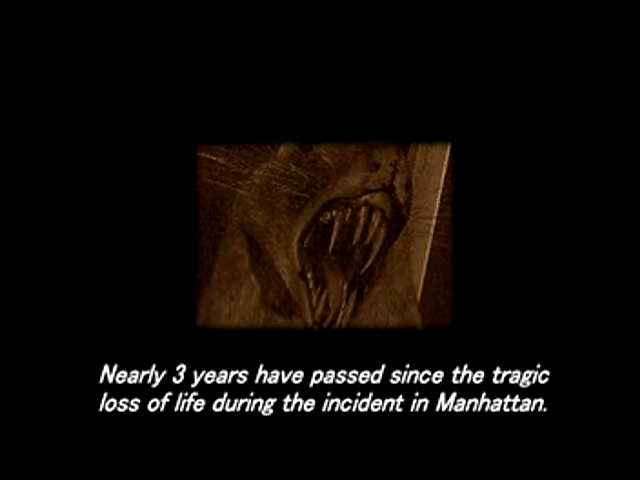 Nearly 3 years have passed since the tragic
loss of life during the incident in Manhattan.